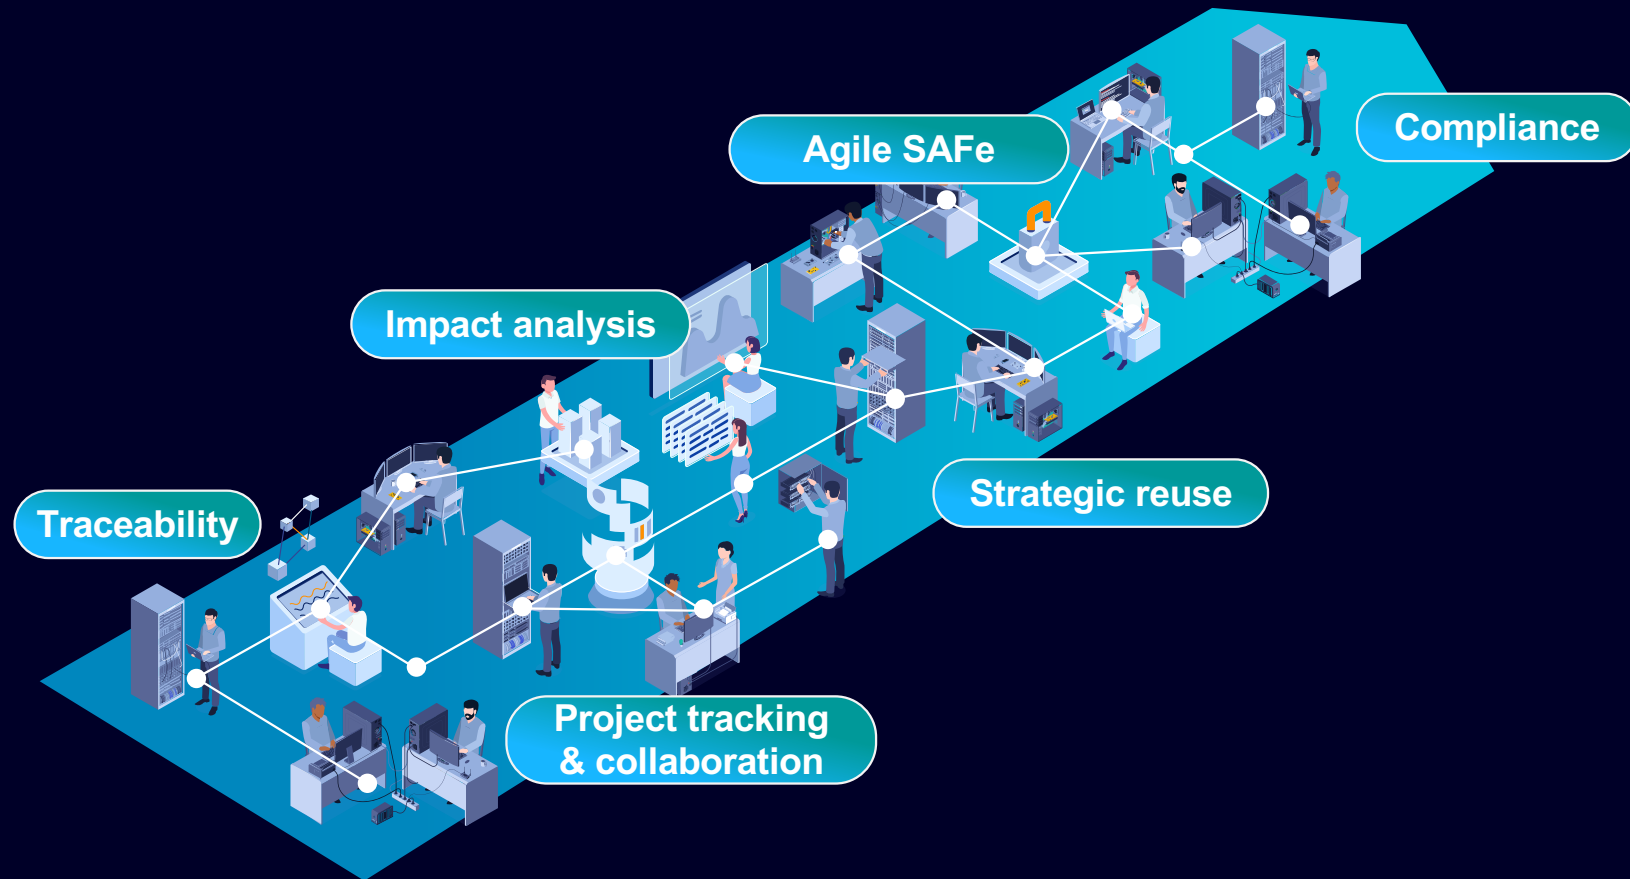 Agile SAFe
Compliance
Impact analysis
Strategic reuse
Traceability
Project tracking
& collaboration